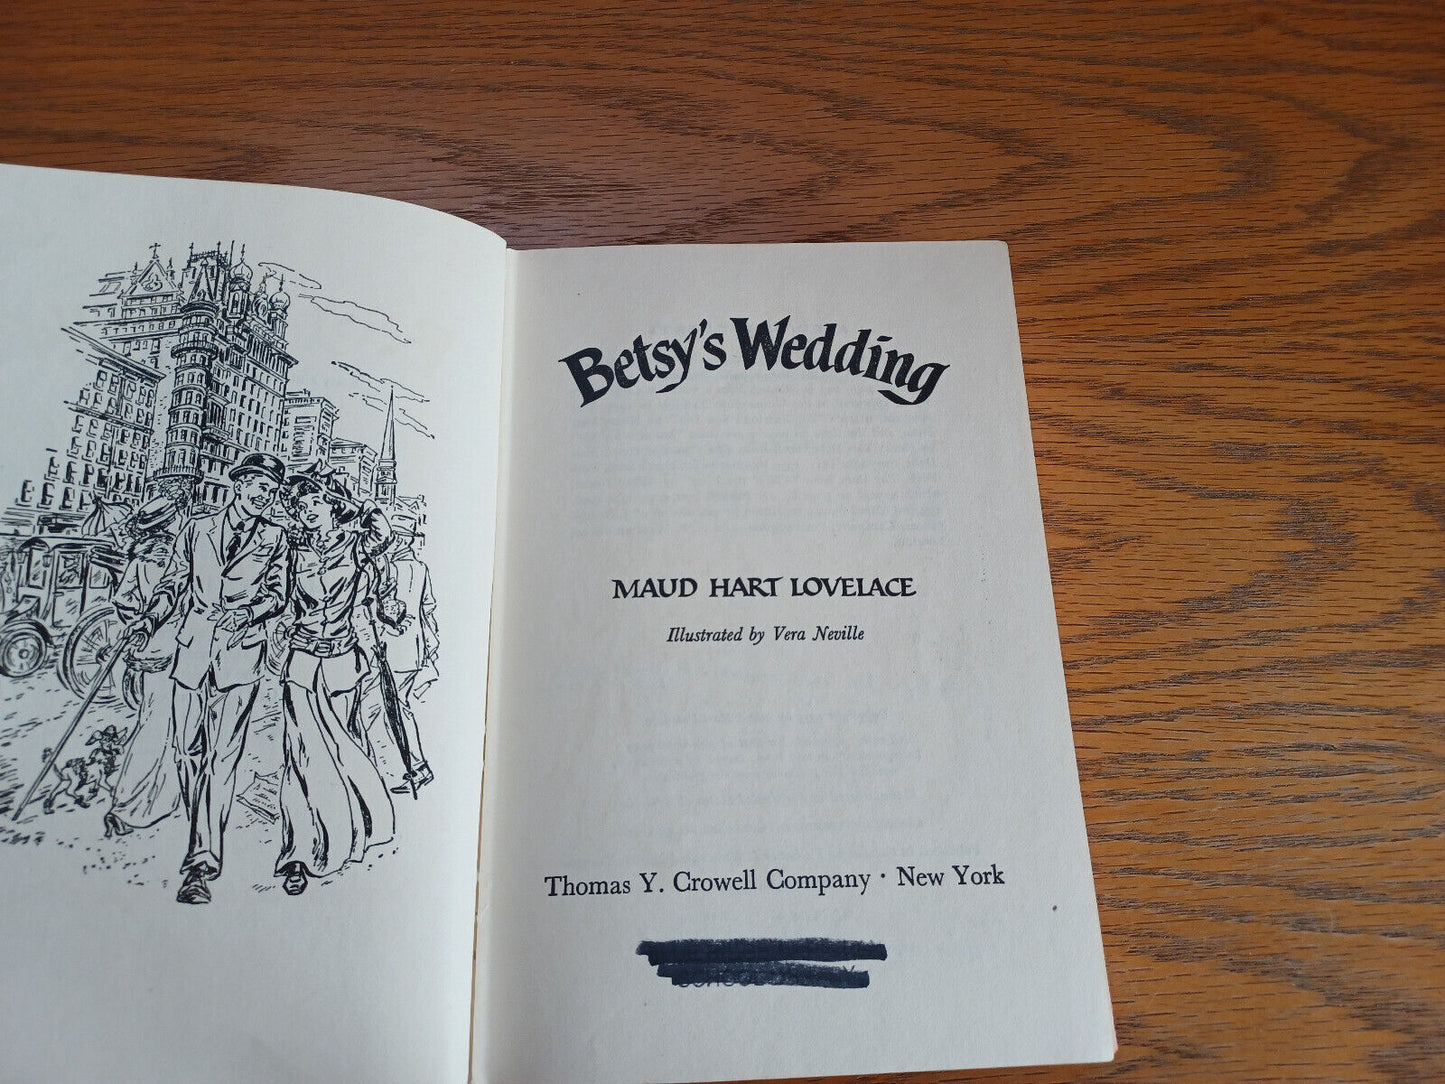 Betsy's Wedding
MAUD HART LOVELACE
Illustrated by Vera Neville
Thomas Y. Crowell Company · New York